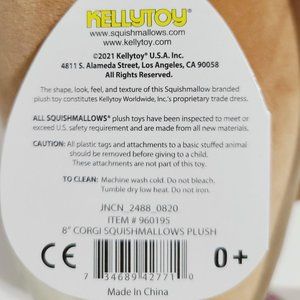 KELLYTOY®
www.squishmallows.com
www.kellytoy.com
©2021 Kellytoy® U.S.A. Inc.
4811 S. Alameda Street, Los Angeles, CA 90058
All Rights Reserved.
The shape, look, feel, and texture of this Squishmallow branded
plush toy constitutes Kellytoy Worldwide, Inc.'s proprietary trade dress.
ALL SQUISHMALLOWS® plush toys have been inspected to meet or
exceed U.S. safety requirement and are made from all new materials.
CAUTION: All plastic tags and attachments to a basic stuffed animal
should be removed before giving to a child.
These attachments are not part of this toy.
TO CLEAN: Machine wash cold. Do not bleach.
Tumble dry low heat. Do not iron.
JNCN_2488_0820
ITEM # 960195
8" CORGI SQUISHMALLOWS PLUSH
CE
0+
7 34689 42771 0
Made In China